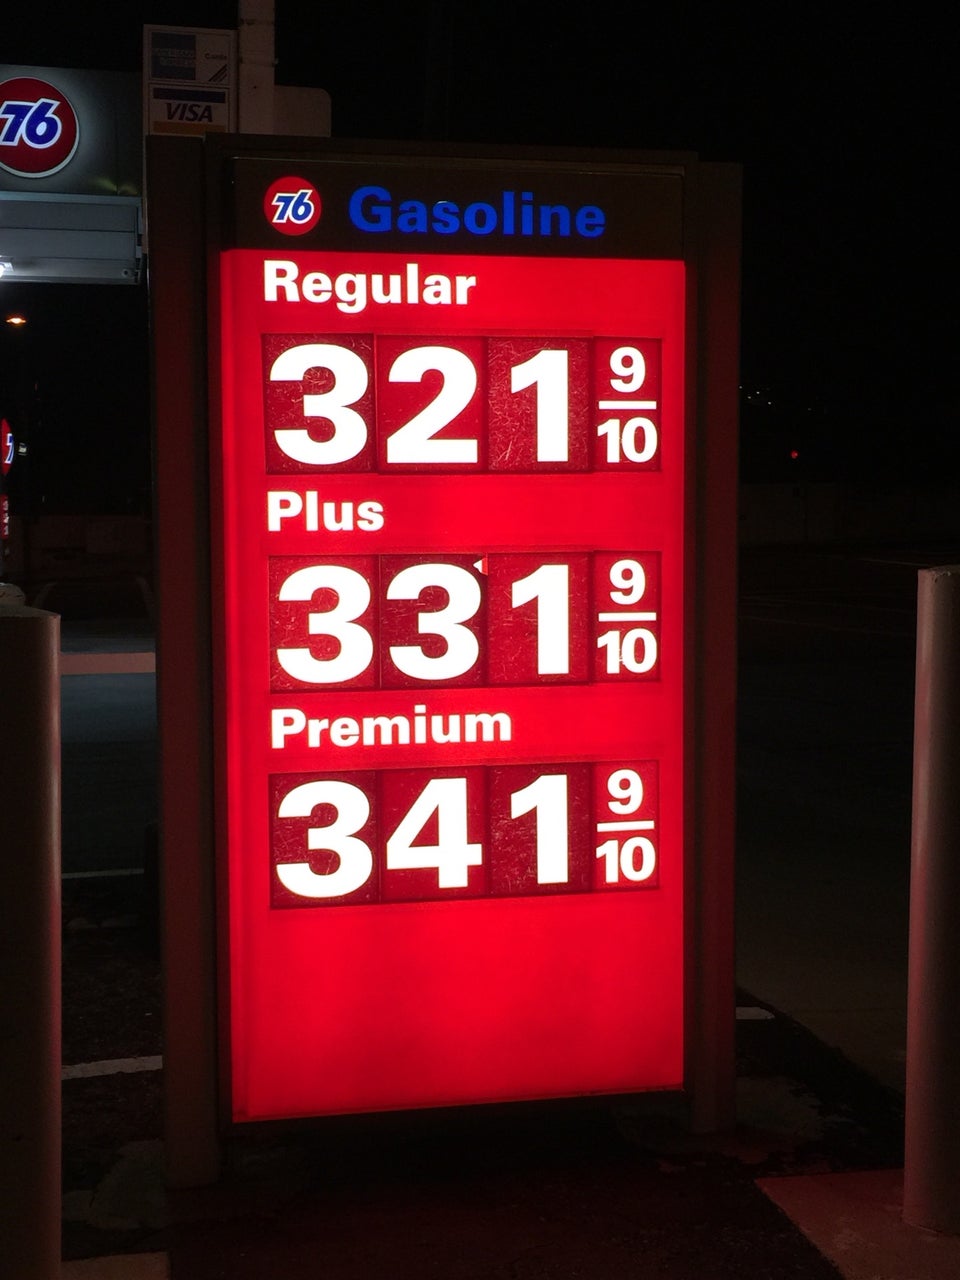 76
VISA
76 Gasoline
Regular
321 9/10
Plus
331 9/10
Premium
341 9/10